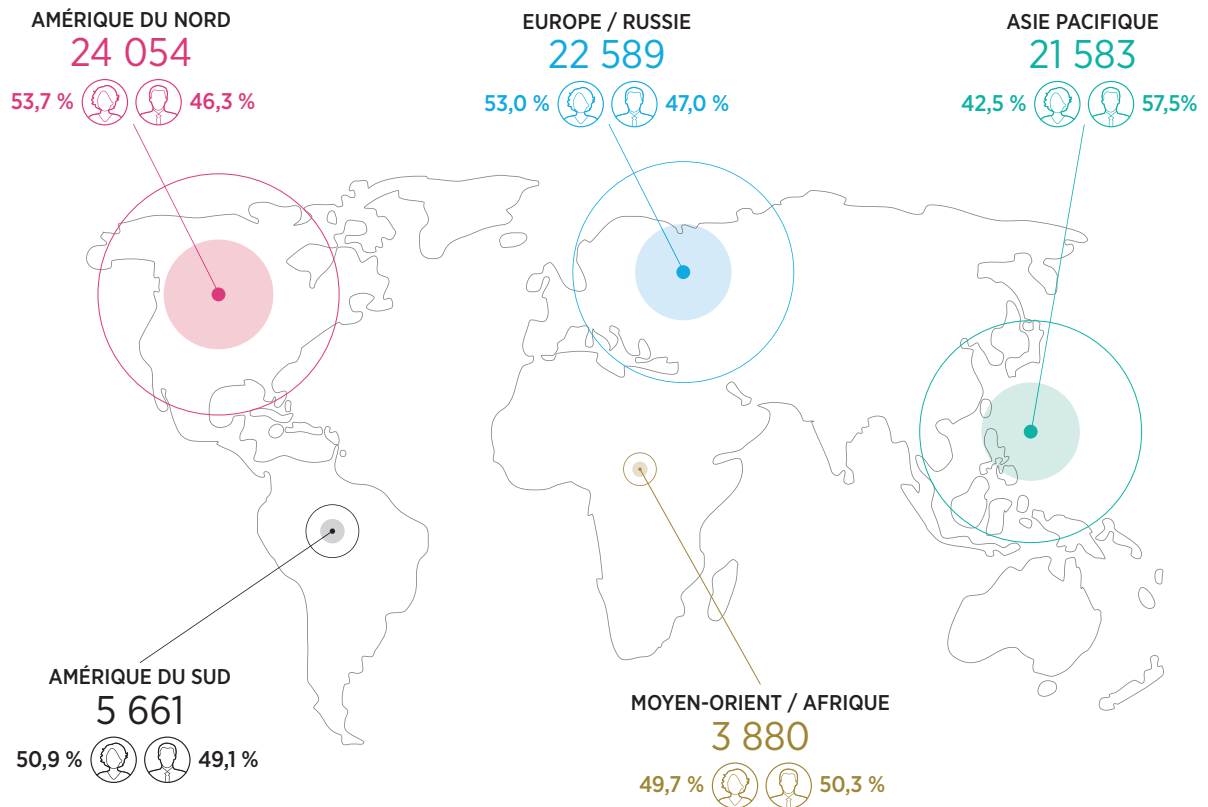 AMÉRIQUE DU NORD
24 054
53,7 % 46,3 %
EUROPE / RUSSIE
22 589
53,0 % 47,0 %
ASIE PACIFIQUE
21 583
42,5 % 57,5%
AMÉRIQUE DU SUD
5 661
50,9 % 49,1 %
MOYEN-ORIENT / AFRIQUE
3 880
49,7 % 50,3 %